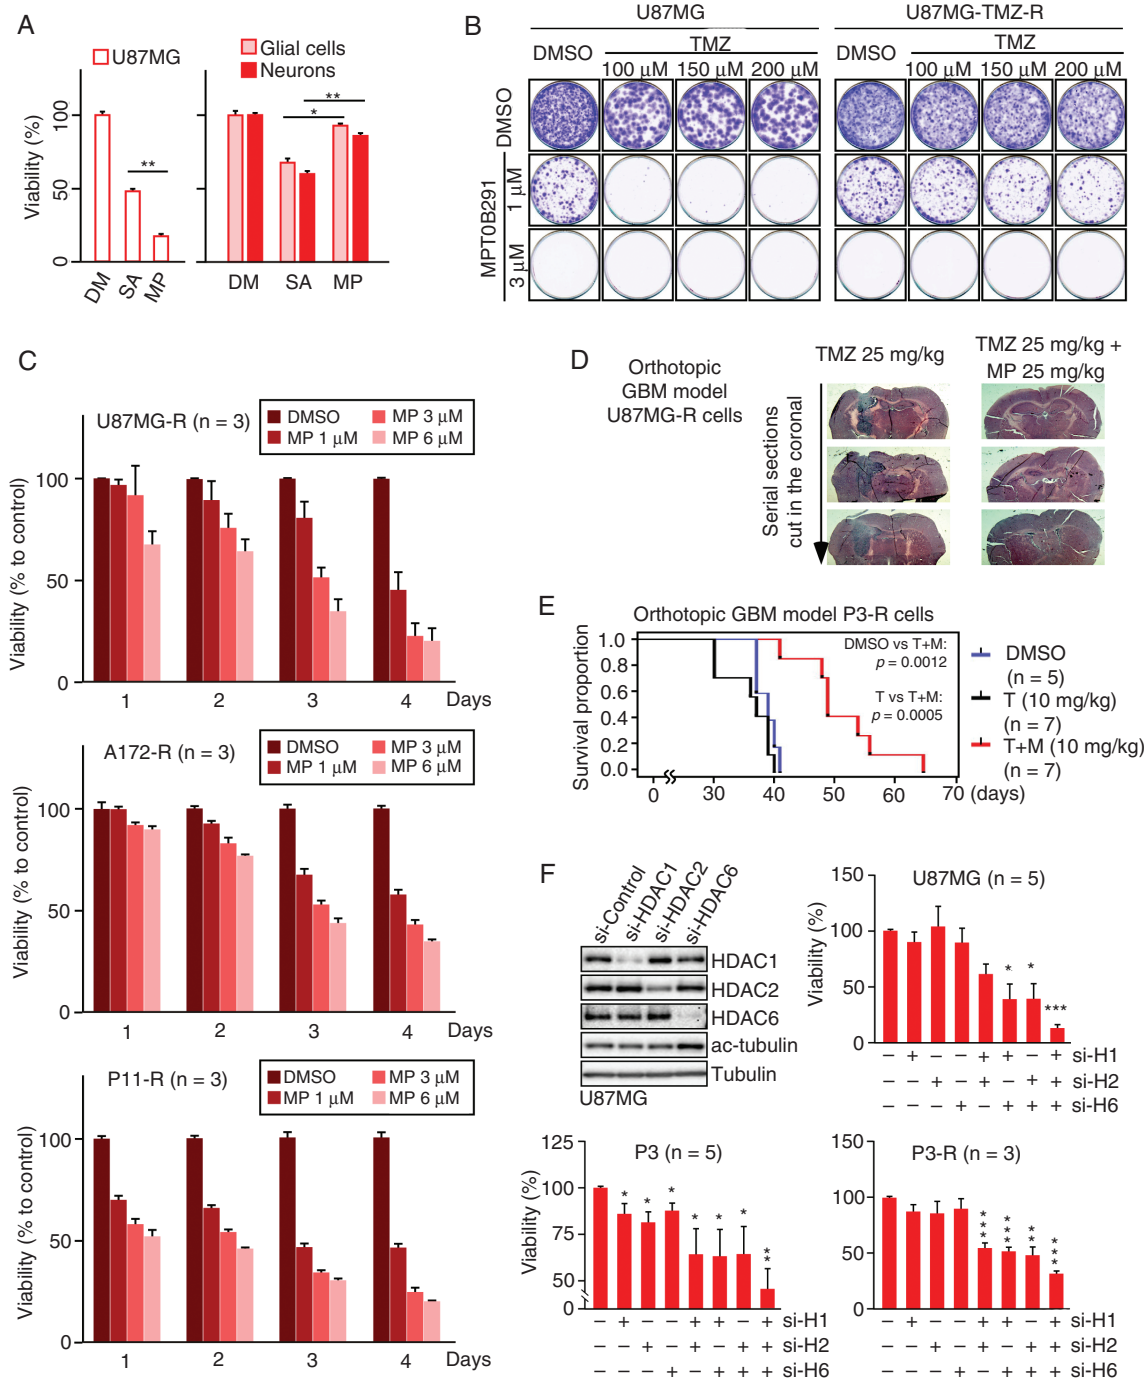 A
U87MG
Glial cells
Neurons
Viability (%)
100
50
0
**
*
**
DM
SA
MP
DM
SA
MP
B
U87MG
U87MG-TMZ-R
DMSO
TMZ
100 µM
150 µM
200 µM
DMSO
TMZ
100 µM
150 µM
200 µM
DMSO
MPT0B291
1 µM
3 µM
C
U87MG-R (n = 3)
DMSO
MP 1 µM
MP 3 µM
MP 6 µM
Viability (% to control)
100
50
0
1 2 3 4 Days
A172-R (n = 3)
DMSO
MP 1 µM
MP 3 µM
MP 6 µM
Viability (% to control)
100
50
0
1 2 3 4 Days
P11-R (n = 3)
DMSO
MP 1 µM
MP 3 µM
MP 6 µM
Viability (% to control)
100
50
0
1 2 3 4 Days
D
Orthotopic
GBM model
U87MG-R cells
TMZ 25 mg/kg
TMZ 25 mg/kg +
MP 25 mg/kg
Serial sections
cut in the coronal
E
Orthotopic GBM model P3-R cells
Survival proportion
1.0
0.8
0.6
0.4
0.2
0.0
0 30 40 50 60 70 (days)
DMSO vs T+M:
p = 0.0012
T vs T+M:
p = 0.0005
DMSO
(n = 5)
T (10 mg/kg)
(n = 7)
T+M (10 mg/kg)
(n = 7)
F
si-Control
si-HDAC1
si-HDAC2
si-HDAC6
HDAC1
HDAC2
HDAC6
ac-tubulin
Tubulin
U87MG
U87MG (n = 5)
Viability (%)
150
100
50
0
* * ***
− + − − + + − + si-H1
− − + − + − + + si-H2
− − − + − + + + si-H6
P3 (n = 5)
Viability (%)
125
100
75
50
0
* * * * * * **
− + − − + + − + si-H1
− − + − + − + + si-H2
− − − + − + + + si-H6
P3-R (n = 3)
150
100
50
0
*** *** ** ***
− + − − + + − + si-H1
− − + − + − + + si-H2
− − − + − + + + si-H6